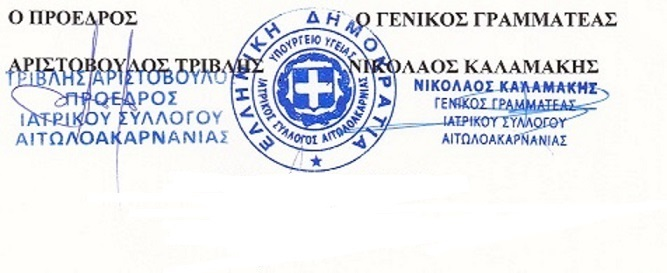 Ο ΠΡΟΕΔΡΟΣ
Ο ΓΕΝΙΚΟΣ ΓΡΑΜΜΑΤΕΑΣ
ΑΡΙΣΤΟΒΟΥΛΟΣ ΤΡΙΒΛΗΣ
ΝΙΚΟΛΑΟΣ ΚΑΛΑΜΑΚΗΣ
ΤΡΙΒΛΗΣ ΑΡΙΣΤΟΒΟΥΛΟΣ
ΠΡΟΕΔΡΟΣ
ΙΑΤΡΙΚΟΥ ΣΥΛΛΟΓΟΥ
ΑΙΤΩΛΟΑΚΑΡΝΑΝΙΑΣ
ΕΛΛΗΝΙΚΗ ΔΗΜΟΚΡΑΤΙΑ
ΥΠΟΥΡΓΕΙΟ ΥΓΕΙΑΣ
ΙΑΤΡΙΚΟΣ ΣΥΛΛΟΓΟΣ ΑΙΤΩΛΟΑΚΑΡΝΑΝΙΑΣ
ΝΙΚΟΛΑΟΣ ΚΑΛΑΜΑΚΗΣ
ΓΕΝΙΚΟΣ ΓΡΑΜΜΑΤΕΑΣ
ΙΑΤΡΙΚΟΥ ΣΥΛΛΟΓΟΥ
ΑΙΤΩΛΟΑΚΑΡΝΑΝΙΑΣ